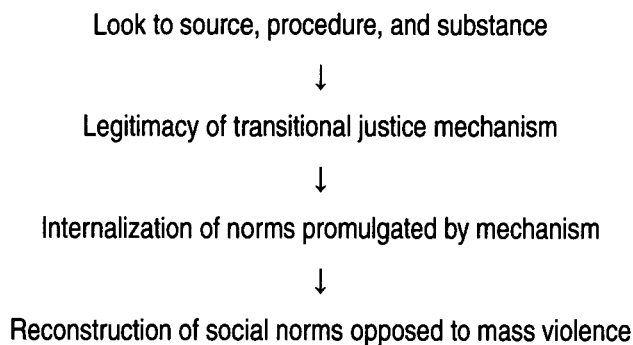 Look to source, procedure, and substance
↓
Legitimacy of transitional justice mechanism
↓
Internalization of norms promulgated by mechanism
↓
Reconstruction of social norms opposed to mass violence